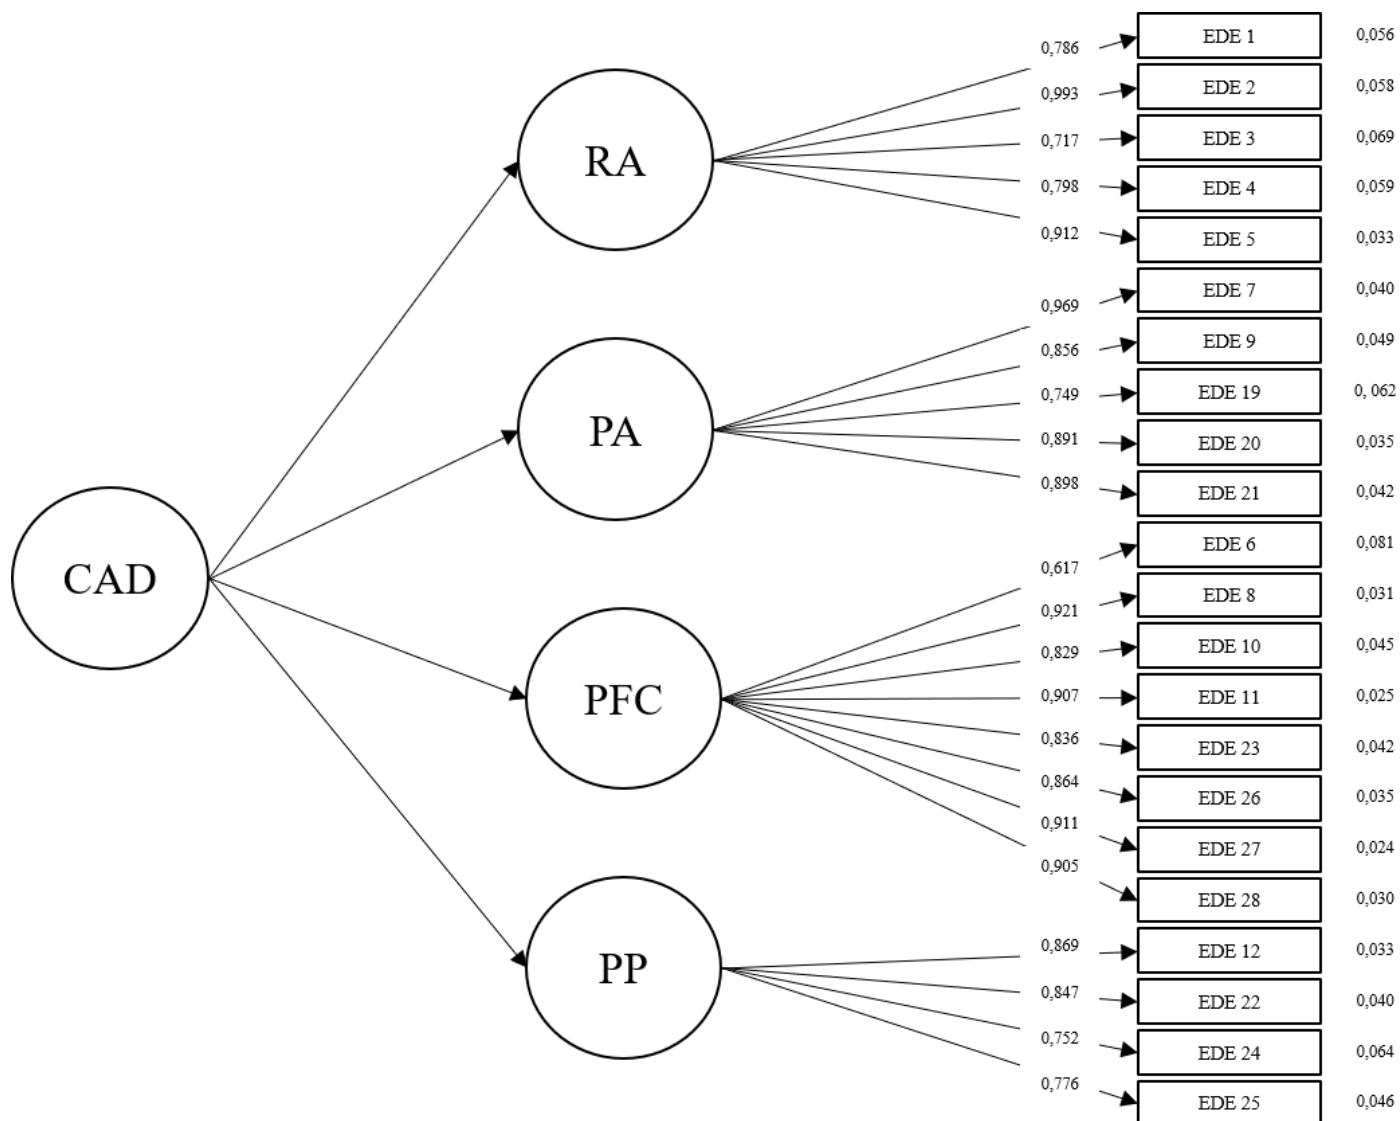 0,786 EDE 1 0,056
0,993 EDE 2 0,058
RA 0,717 EDE 3 0,069
0,798 EDE 4 0,059
0,912 EDE 5 0,033
0,969 EDE 7 0,040
0,856 EDE 9 0,049
0,749 EDE 19 0, 062
PA 0,891 EDE 20 0,035
0,898 EDE 21 0,042
0,617 EDE 6 0,081
CAD 0,921 EDE 8 0,031
0,829 EDE 10 0,045
PFC 0,907 EDE 11 0,025
0,836 EDE 23 0,042
0,864 EDE 26 0,035
0,911 EDE 27 0,024
0,905 EDE 28 0,030
0,869 EDE 12 0,033
PP 0,847 EDE 22 0,040
0,752 EDE 24 0,064
0,776 EDE 25 0,046